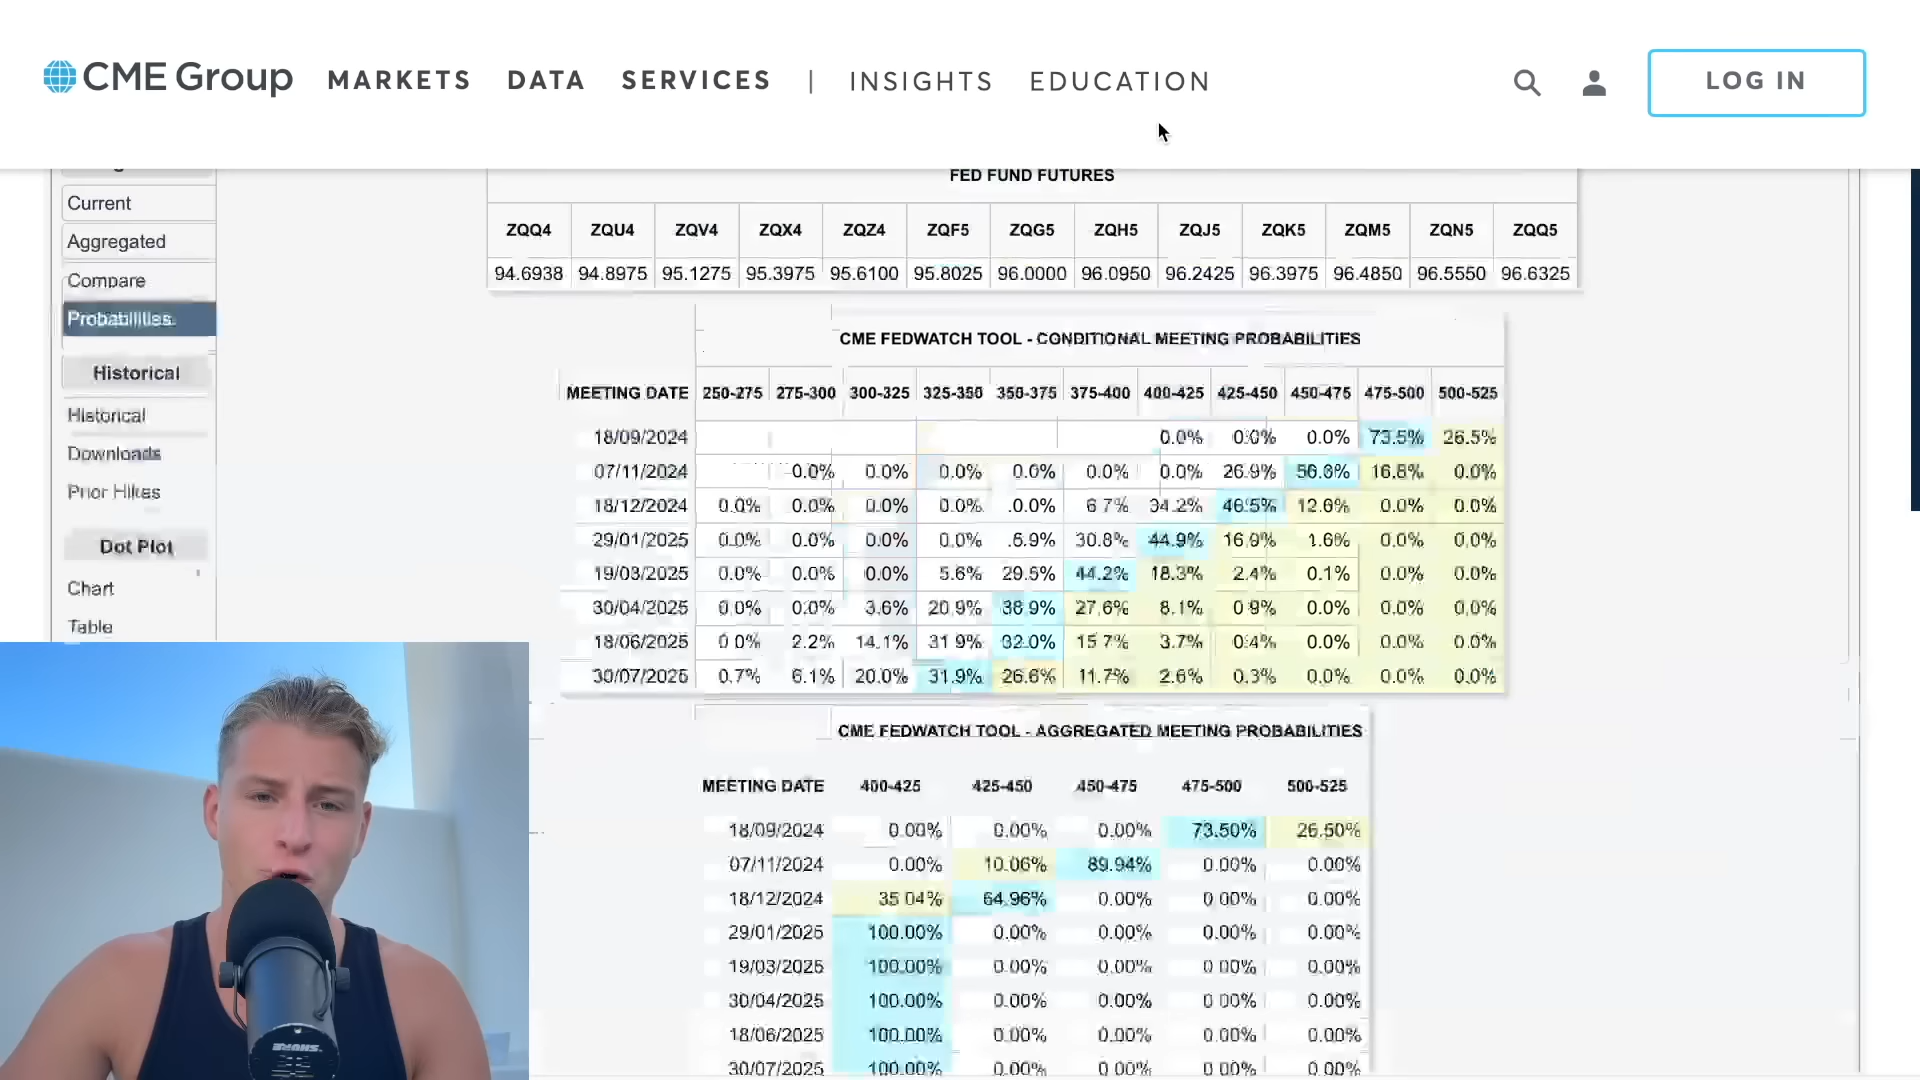 CME Group MARKETS DATA SERVICES | INSIGHTS EDUCATION LOG IN
FED FUND FUTURES
Current
Aggregated
Compare
Probabilities
Historical
Historical
Downloads
Prior Hikes
Dot Plot
Chart
Table
ZQQ4 ZQU4 ZQV4 ZQX4 ZQZ4 ZQF5 ZQG5 ZQH5 ZQJ5 ZQK5 ZQM5 ZQN5 ZQQ5
94.6938 94.8975 95.1275 95.3975 95.6100 95.8025 96.0000 96.0950 96.2425 96.3975 96.4850 96.5550 96.6325
CME FEDWATCH TOOL - CONDITIONAL MEETING PROBABILITIES
MEETING DATE 250-275 275-300 300-325 325-350 350-375 375-400 400-425 425-450 450-475 475-500 500-525
18/09/2024 0.0% 0.0% 0.0% 73.5% 26.5%
07/11/2024 0.0% 0.0% 0.0% 0.0% 0.0% 0.0% 26.9% 56.3% 16.8% 0.0%
18/12/2024 0.0% 0.0% 0.0% 0.0% 0.0% 6.7% 34.2% 46.5% 12.6% 0.0% 0.0%
29/01/2025 0.0% 0.0% 0.0% 0.0% 5.9% 30.8% 44.9% 16.9% 1.6% 0.0% 0.0%
19/03/2025 0.0% 0.0% 0.0% 5.6% 29.5% 44.2% 18.3% 2.4% 0.1% 0.0% 0.0%
30/04/2025 0.0% 0.0% 3.6% 20.9% 38.9% 27.6% 8.1% 0.9% 0.0% 0.0% 0.0%
18/06/2025 0.0% 2.2% 14.1% 31.9% 32.0% 15.7% 3.7% 0.4% 0.0% 0.0% 0.0%
30/07/2025 0.7% 6.1% 20.0% 31.9% 26.6% 11.7% 2.6% 0.3% 0.0% 0.0% 0.0%
CME FEDWATCH TOOL - AGGREGATED MEETING PROBABILITIES
MEETING DATE 400-425 425-450 450-475 475-500 500-525
18/09/2024 0.00% 0.00% 0.00% 73.50% 26.50%
07/11/2024 0.00% 10.06% 89.94% 0.00% 0.00%
18/12/2024 35.04% 64.96% 0.00% 0.00% 0.00%
29/01/2025 100.00% 0.00% 0.00% 0.00% 0.00%
19/03/2025 100.00% 0.00% 0.00% 0.00% 0.00%
30/04/2025 100.00% 0.00% 0.00% 0.00% 0.00%
18/06/2025 100.00% 0.00% 0.00% 0.00% 0.00%
30/07/2025 100.00% 0.00% 0.00% 0.00% 0.00%
SHURE